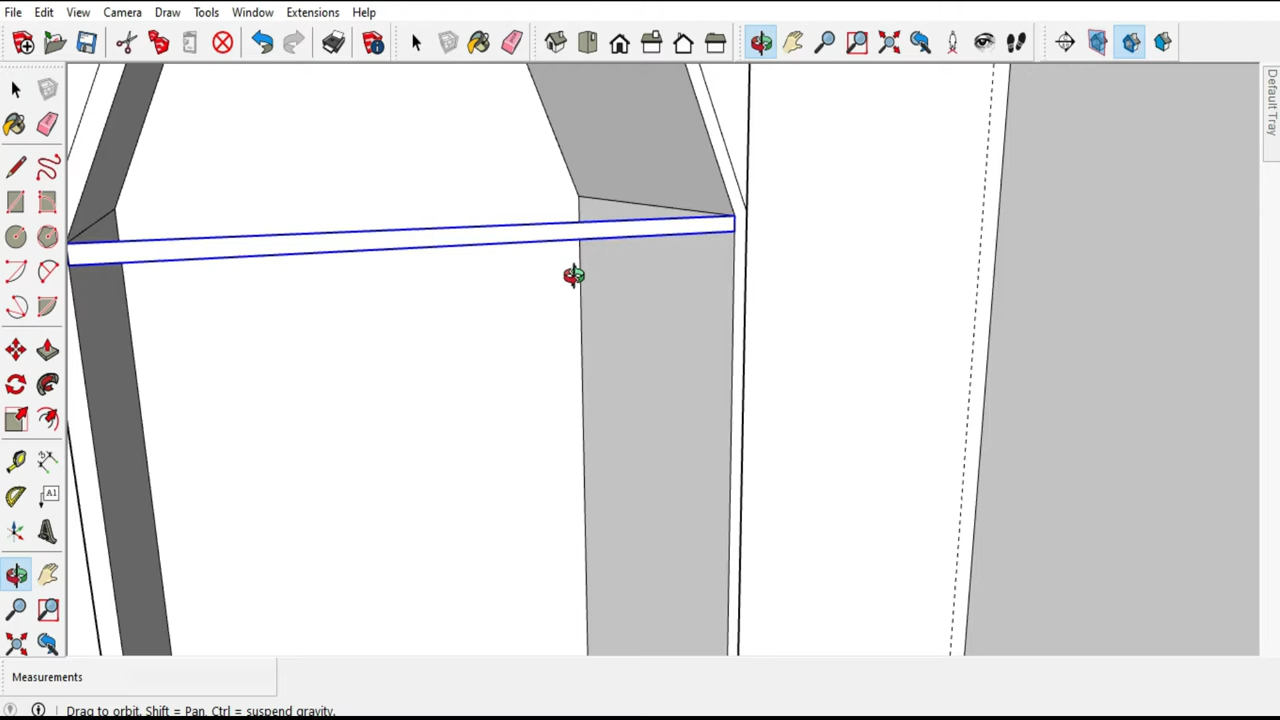 File Edit View Camera Draw Tools Window Extensions Help
Default Tray
A1
Measurements
Drag to orbit. Shift = Pan, Ctrl = suspend gravity.